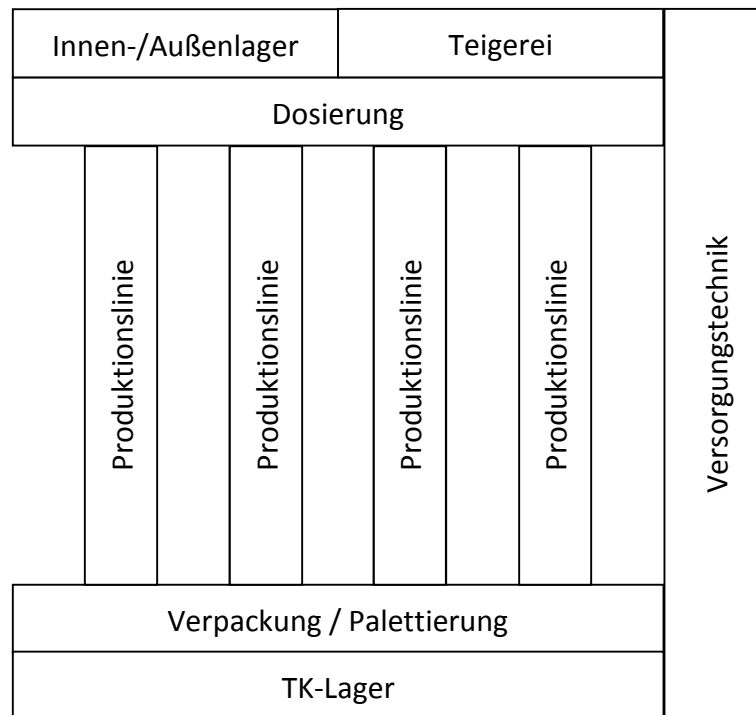 Innen-/Außenlager
Teigerei
Dosierung
Produktionslinie
Produktionslinie
Produktionslinie
Produktionslinie
Versorgungstechnik
Verpackung / Palettierung
TK-Lager